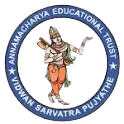 ANNAMACHARYA EDUCATIONAL TRUST
VIDWAN SARVATRA PUJYATHE